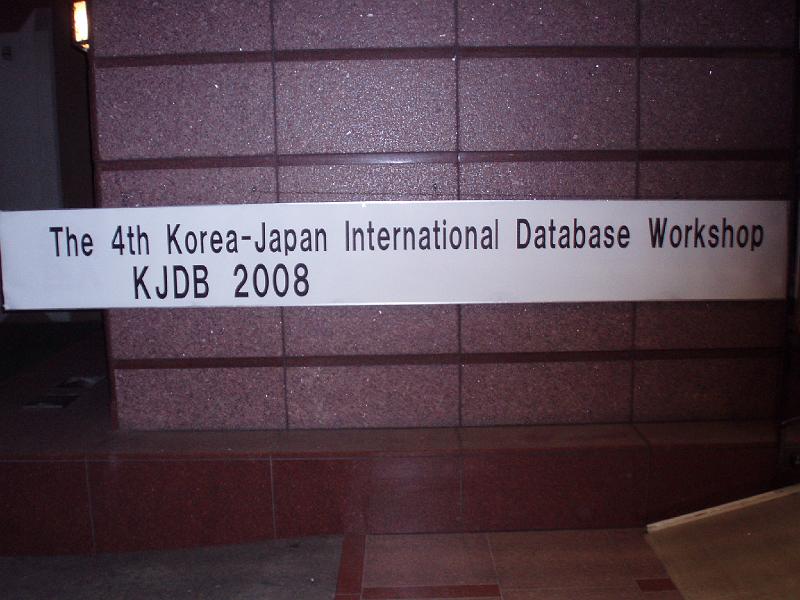 The 4th Korea-Japan International Database Workshop
KJDB 2008